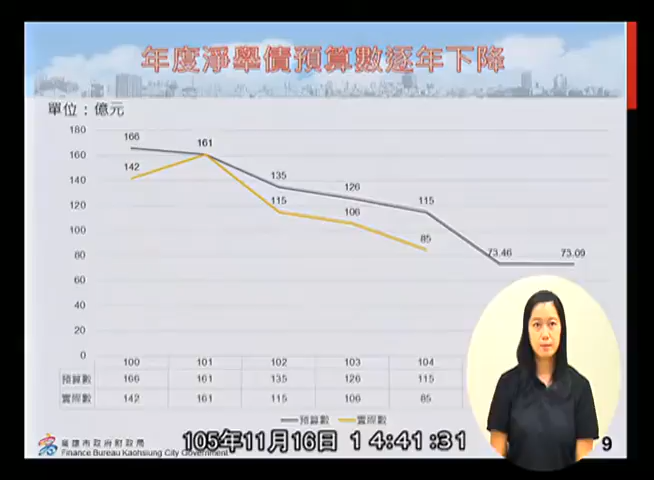 年度淨舉債預算數逐年下降
單位：億元
180
160
140
120
100
80
60
40
20
0
166
161
135
126
115
73.46
73.09
142
115
106
85
100 101 102 103 104
預算數 166 161 135 126 115
實際數 142 161 115 106 85
預算數 實際數
高雄市政府財政局
Finance Bureau Kaohsiung City Government
105年11月16日 14:41:31
9